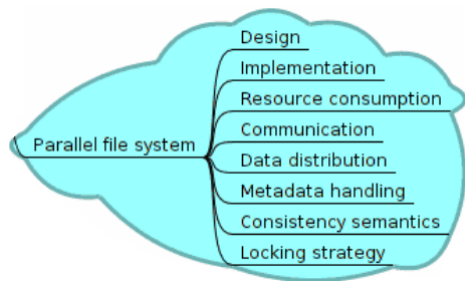 Design
Implementation
Resource consumption
Parallel file system
Communication
Data distribution
Metadata handling
Consistency semantics
Locking strategy